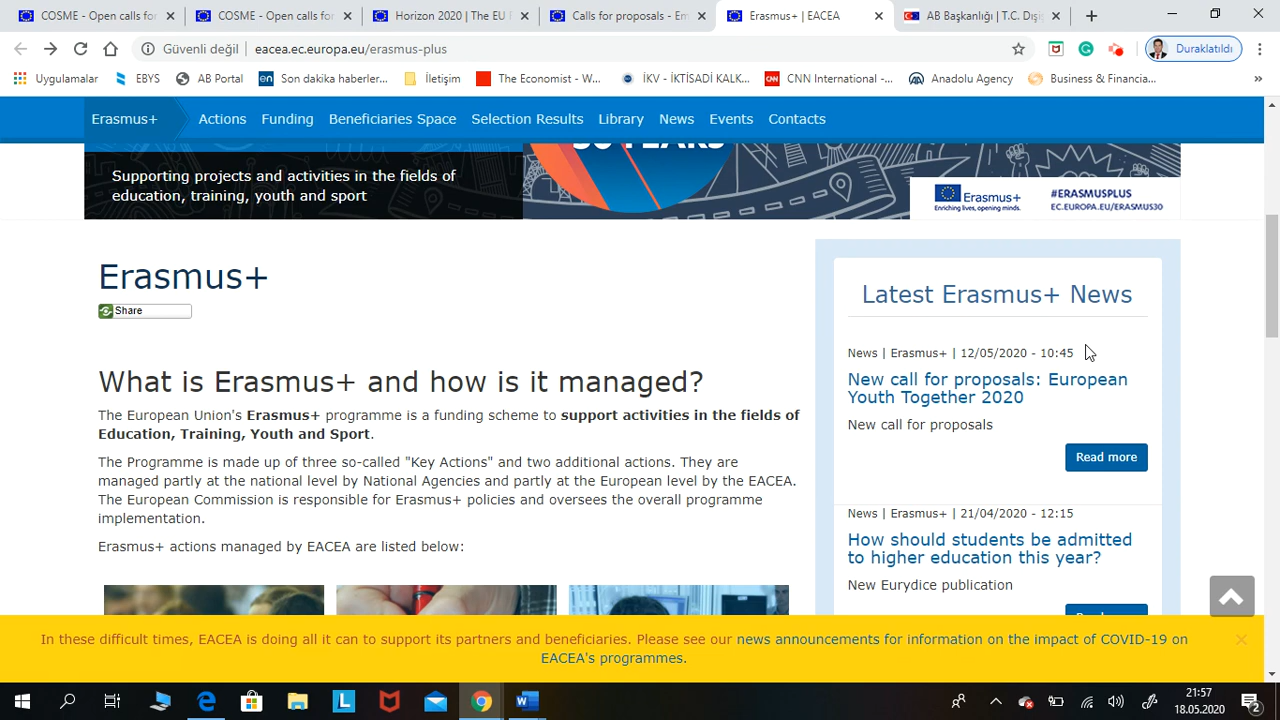 COSME - Open calls for
COSME - Open calls for
Horizon 2020 | The EU F
Calls for proposals - Em
Erasmus+ | EACEA
AB Başkanlığı | T.C. Dışiş
Güvenli değil
eacea.ec.europa.eu/erasmus-plus
Duraklatıldı
Uygulamalar
EBYS
AB Portal
en
Son dakika haberler...
İletişim
The Economist - W...
İKV - İKTİSADİ KALK...
CNN
CNN International -...
Anadolu Agency
Business & Financia...
»
Erasmus+
Actions
Funding
Beneficiaries Space
Selection Results
Library
News
Events
Contacts
Supporting projects and activities in the fields of
education, training, youth and sport
30 YEARS
Erasmus+
Enriching lives, opening minds.
#ERASMUSPLUS
EC.EUROPA.EU/ERASMUS30
Erasmus+
Share
What is Erasmus+ and how is it managed?
The European Union's Erasmus+ programme is a funding scheme to support activities in the fields of
Education, Training, Youth and Sport.
The Programme is made up of three so-called "Key Actions" and two additional actions. They are
managed partly at the national level by National Agencies and partly at the European level by the EACEA.
The European Commission is responsible for Erasmus+ policies and oversees the overall programme
implementation.
Erasmus+ actions managed by EACEA are listed below:
Latest Erasmus+ News
News | Erasmus+ | 12/05/2020 - 10:45
New call for proposals: European
Youth Together 2020
New call for proposals
Read more
News | Erasmus+ | 21/04/2020 - 12:15
How should students be admitted
to higher education this year?
New Eurydice publication
In these difficult times, EACEA is doing all it can to support its partners and beneficiaries. Please see our news announcements for information on the impact of COVID-19 on
EACEA's programmes.
21:57
18.05.2020
2